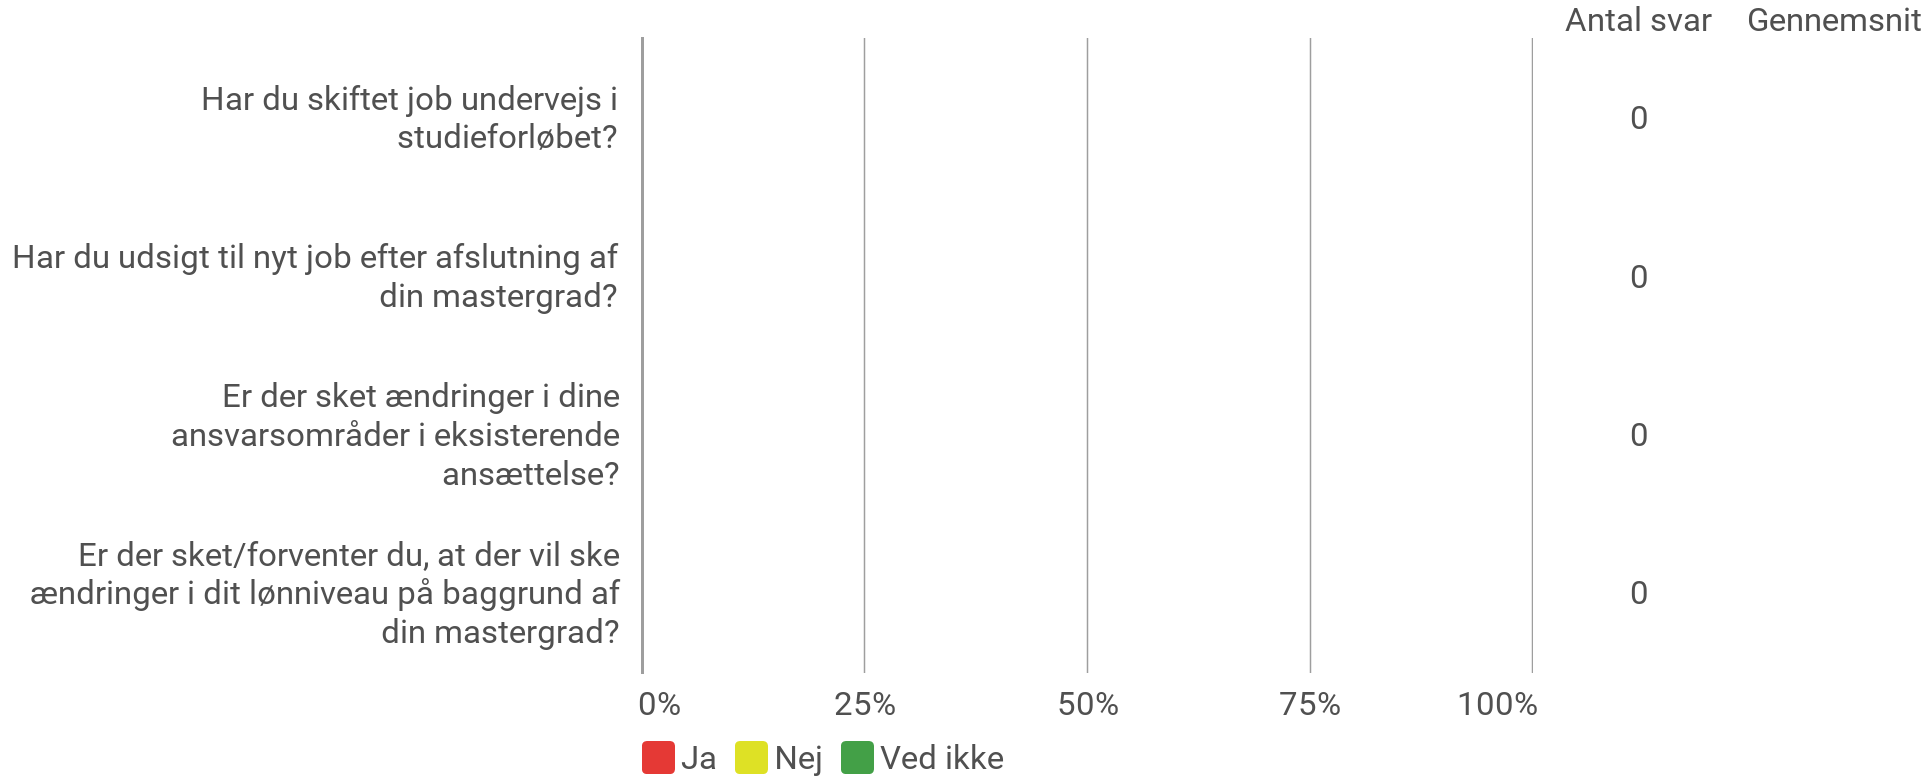 Antal svar Gennemsnit
Har du skiftet job undervejs i
studieforløbet?
0
Har du udsigt til nyt job efter afslutning af
din mastergrad?
0
Er der sket ændringer i dine
ansvarsområder i eksisterende
ansættelse?
0
Er der sket/forventer du, at der vil ske
ændringer i dit lønniveau på baggrund af
din mastergrad?
0
0% 25% 50% 75% 100%
Ja Nej Ved ikke